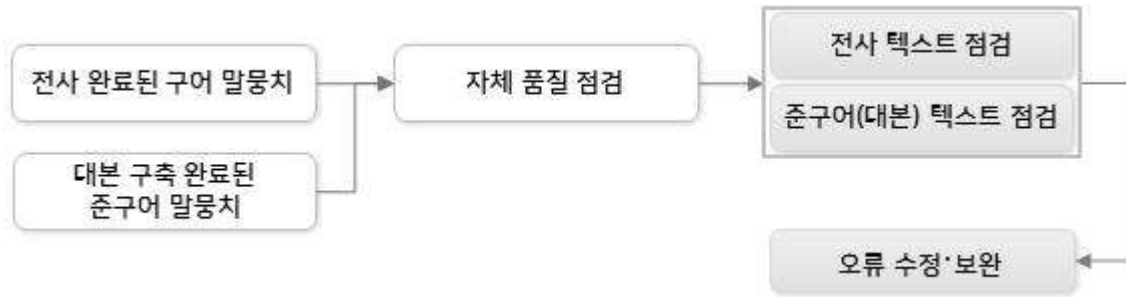 전사 완료된 구어 말뭉치
대본 구축 완료된
준구어 말뭉치
자체 품질 점검
전사 텍스트 점검
준구어(대본) 텍스트 점검
오류 수정·보완